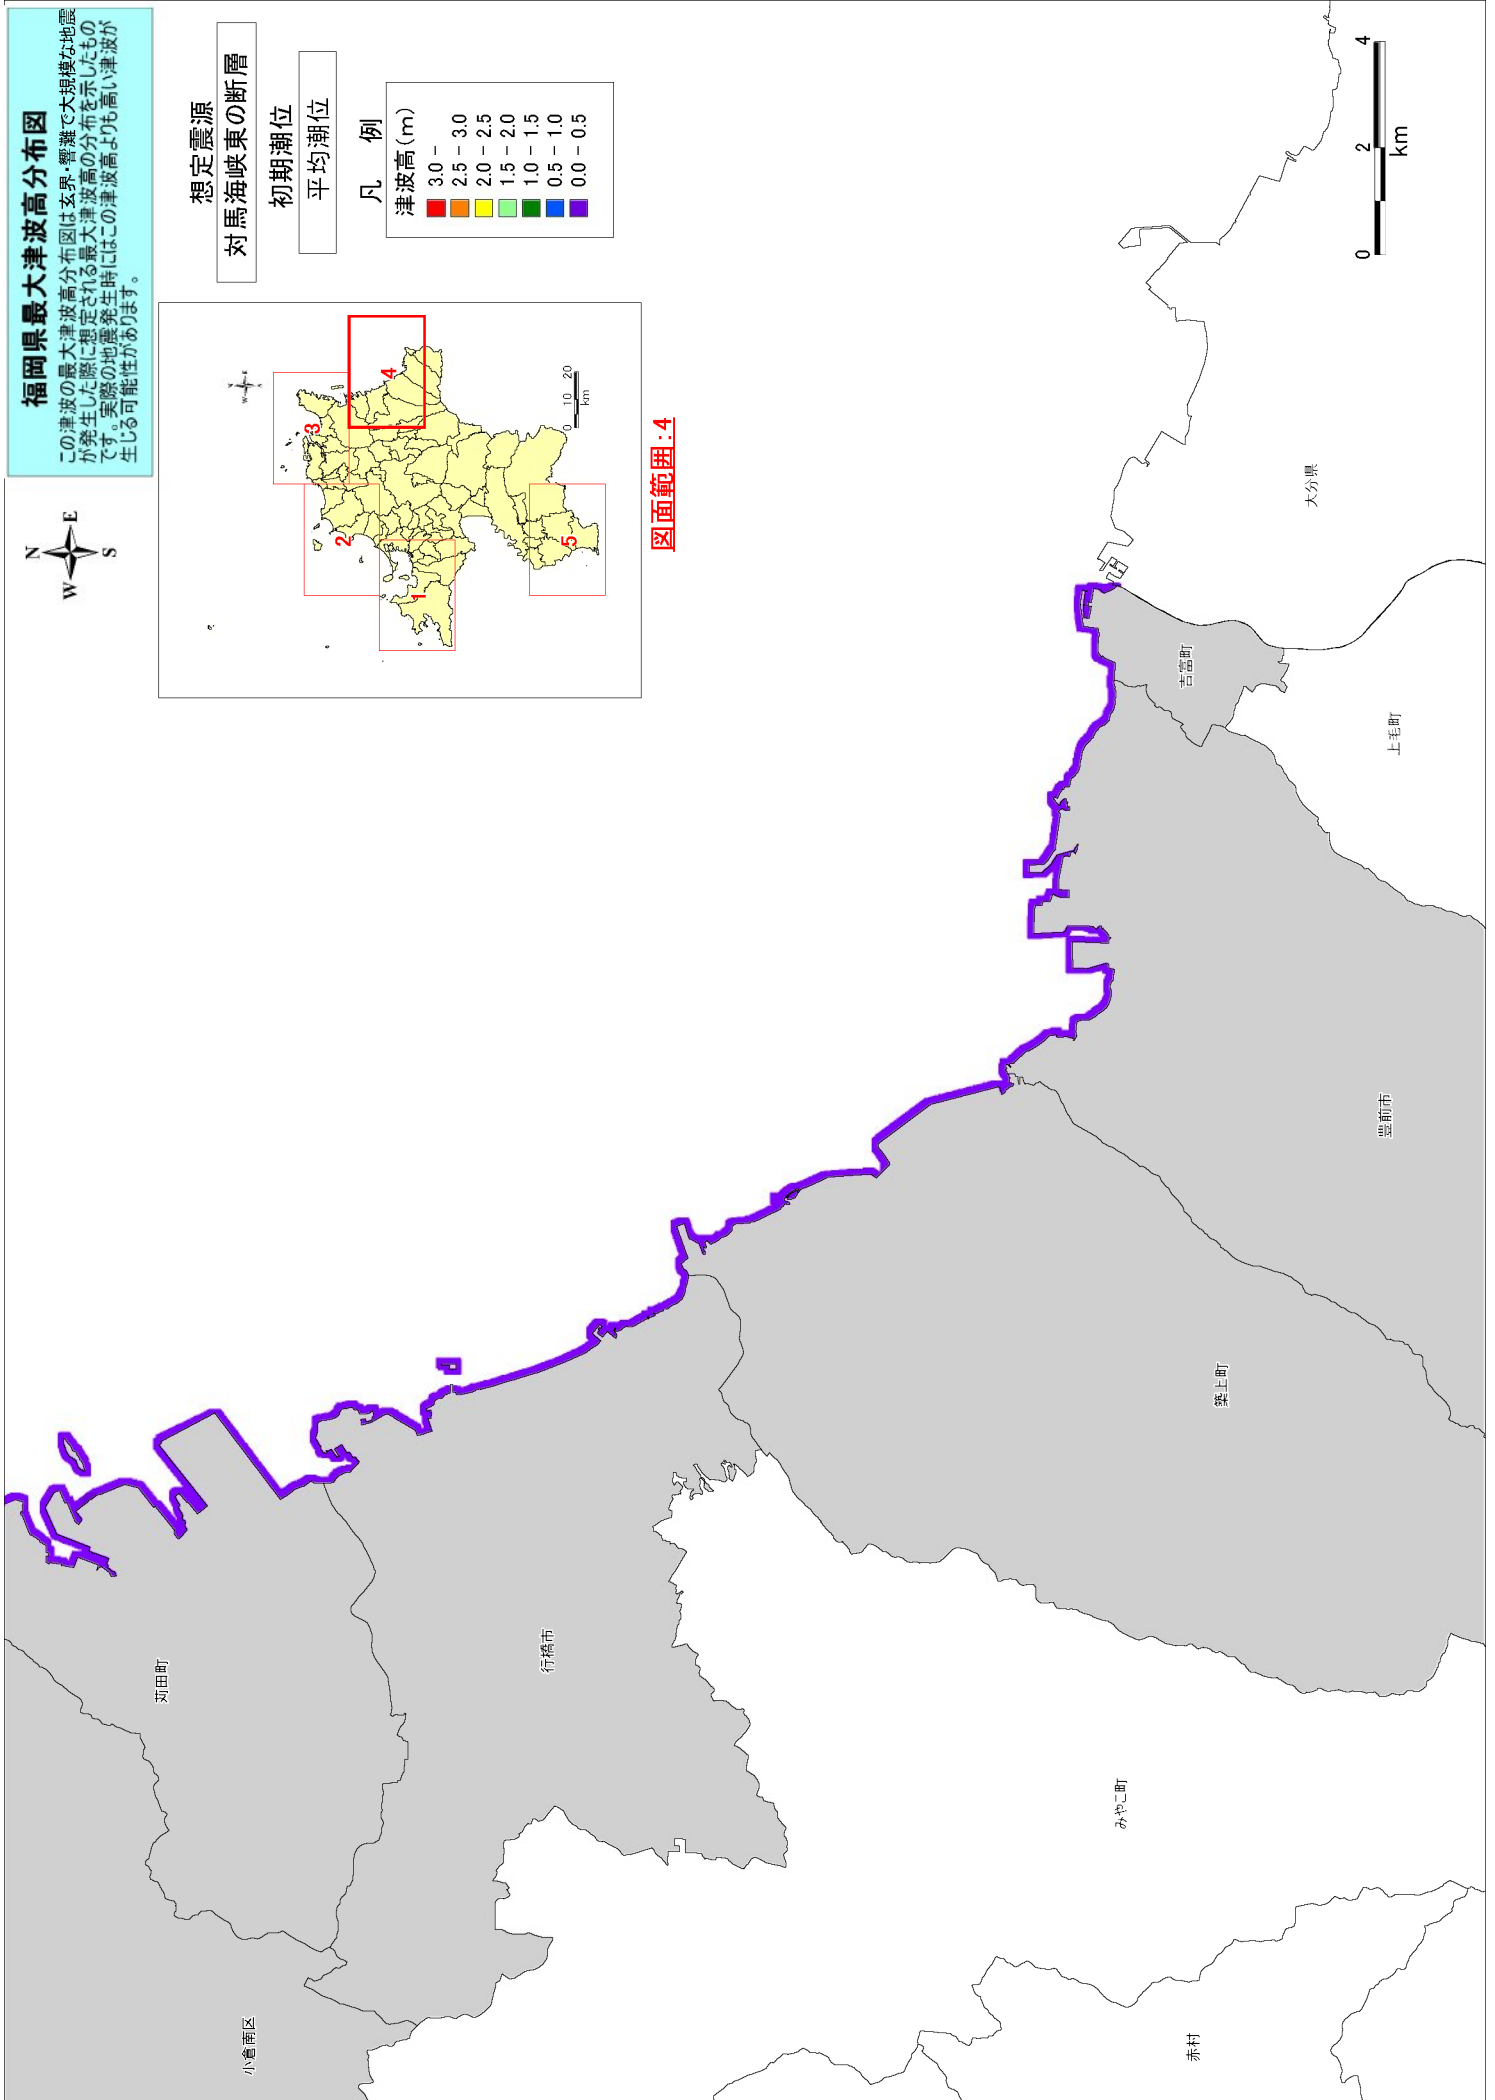 福岡県最大津波高分布図
この津波の最大津波高分布図は玄界・響灘で大規模な地震
が発生した際に想定される最大津波高の分布を示したもの
です。実際の地震発生時にはこの津波高よりも高い津波が
生じる可能性があります。
N
W E
S
想定震源
対馬海峡東の断層
初期潮位
平均潮位
凡 例
津波高(m)
3.0 -
2.5 - 3.0
2.0 - 2.5
1.5 - 2.0
1.0 - 1.5
0.5 - 1.0
0.0 - 0.5
1
2
3
4
5
0 10 20
km
図面範囲:4
苅田町
小倉南区
行橋市
築上町
豊前市
吉富町
上毛町
大分県
みやこ町
赤村
0 2 4
km